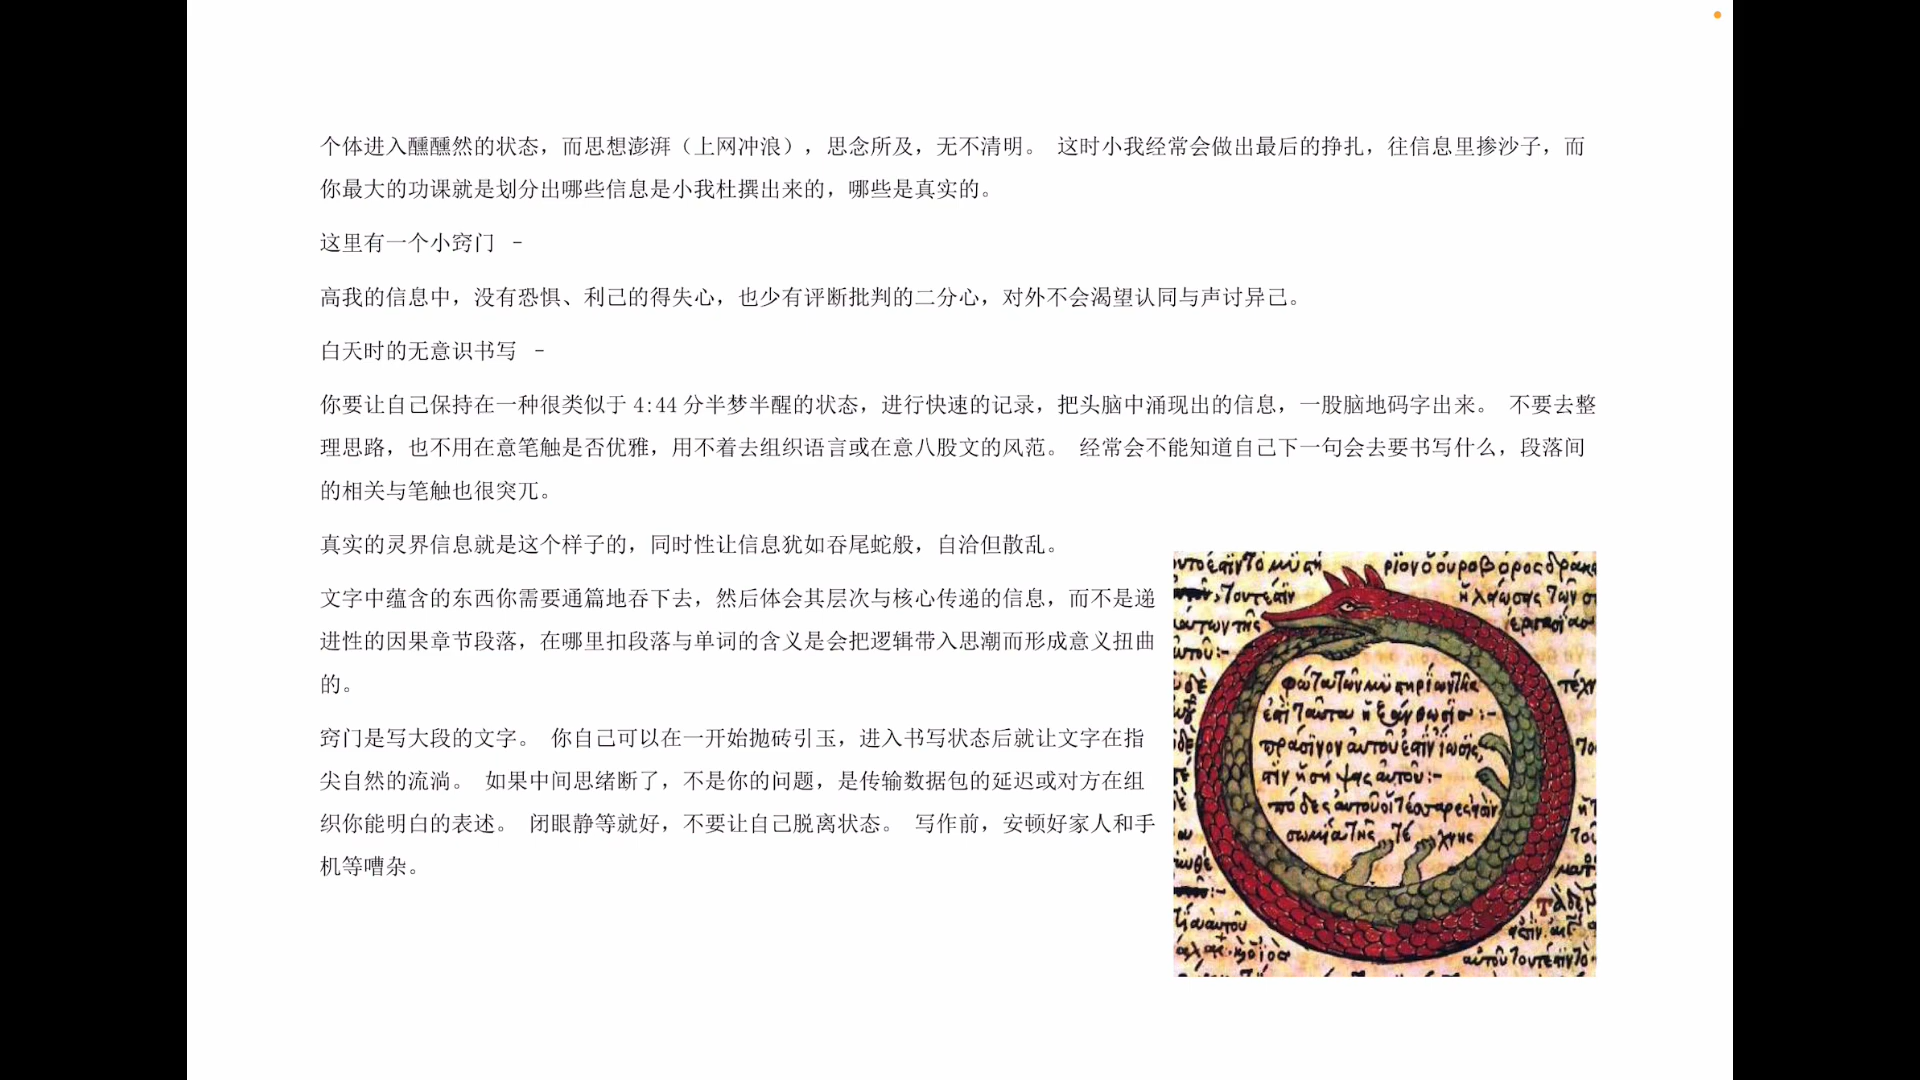 个体进入醺醺然的状态，而思想澎湃（上网冲浪），思念所及，无不清明。 这时小我经常会做出最后的挣扎，往信息里掺沙子，而
你最大的功课就是划分出哪些信息是小我杜撰出来的，哪些是真实的。
这里有一个小窍门 –
高我的信息中，没有恐惧、利己的得失心，也少有评断批判的二分心，对外不会渴望认同与声讨异己。
白天时的无意识书写 –
你要让自己保持在一种很类似于 4:44 分半梦半醒的状态，进行快速的记录，把头脑中涌现出的信息，一股脑地码字出来。 不要去整
理思路，也不用在意笔触是否优雅，用不着去组织语言或在意八股文的风范。 经常会不能知道自己下一句会去要书写什么，段落间
的相关与笔触也很突兀。
真实的灵界信息就是这个样子的，同时性让信息犹如吞尾蛇般，自洽但散乱。
文字中蕴含的东西你需要通篇地吞下去，然后体会其层次与核心传递的信息，而不是递
进性的因果章节段落，在哪里扣段落与单词的含义是会把逻辑带入思潮而形成意义扭曲
的。
窍门是写大段的文字。 你自己可以在一开始抛砖引玉，进入书写状态后就让文字在指
尖自然的流淌。 如果中间思绪断了，不是你的问题，是传输数据包的延迟或对方在组
织你能明白的表述。 闭眼静等就好，不要让自己脱离状态。 写作前，安顿好家人和手
机等嘈杂。